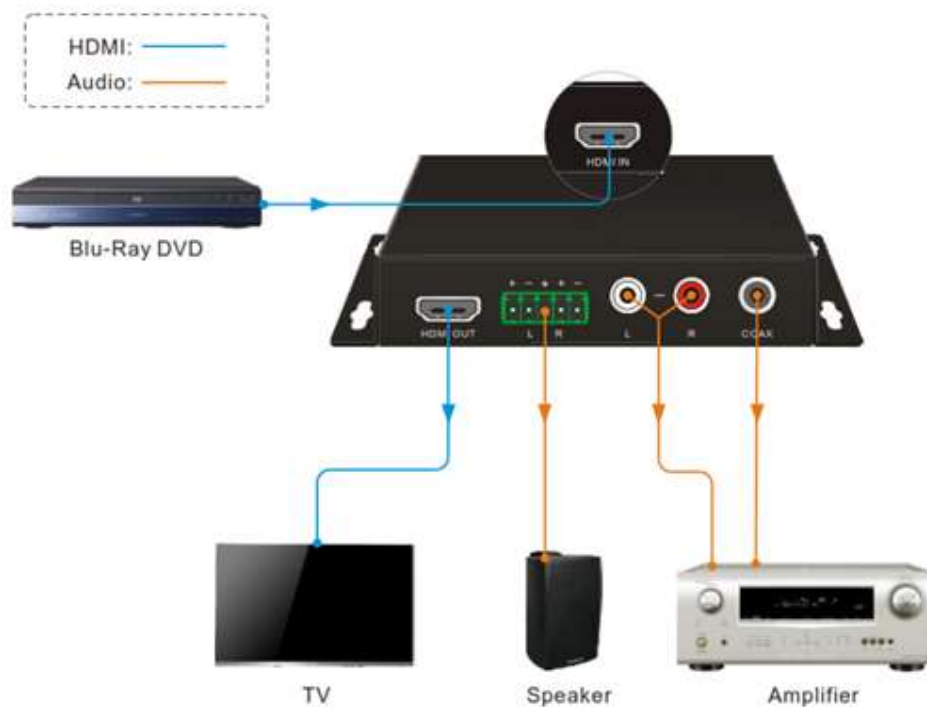 HDMI:
Audio:
HDMI IN
Blu-Ray DVD
+ − ⏚ + −
HDMI OUT
L R
L R
COAX
TV
Speaker
Amplifier